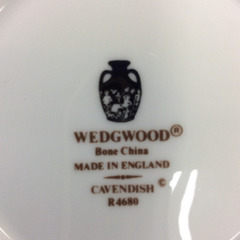 WEDGWOOD®
Bone China
MADE IN ENGLAND
CAVENDISH ©
R4680